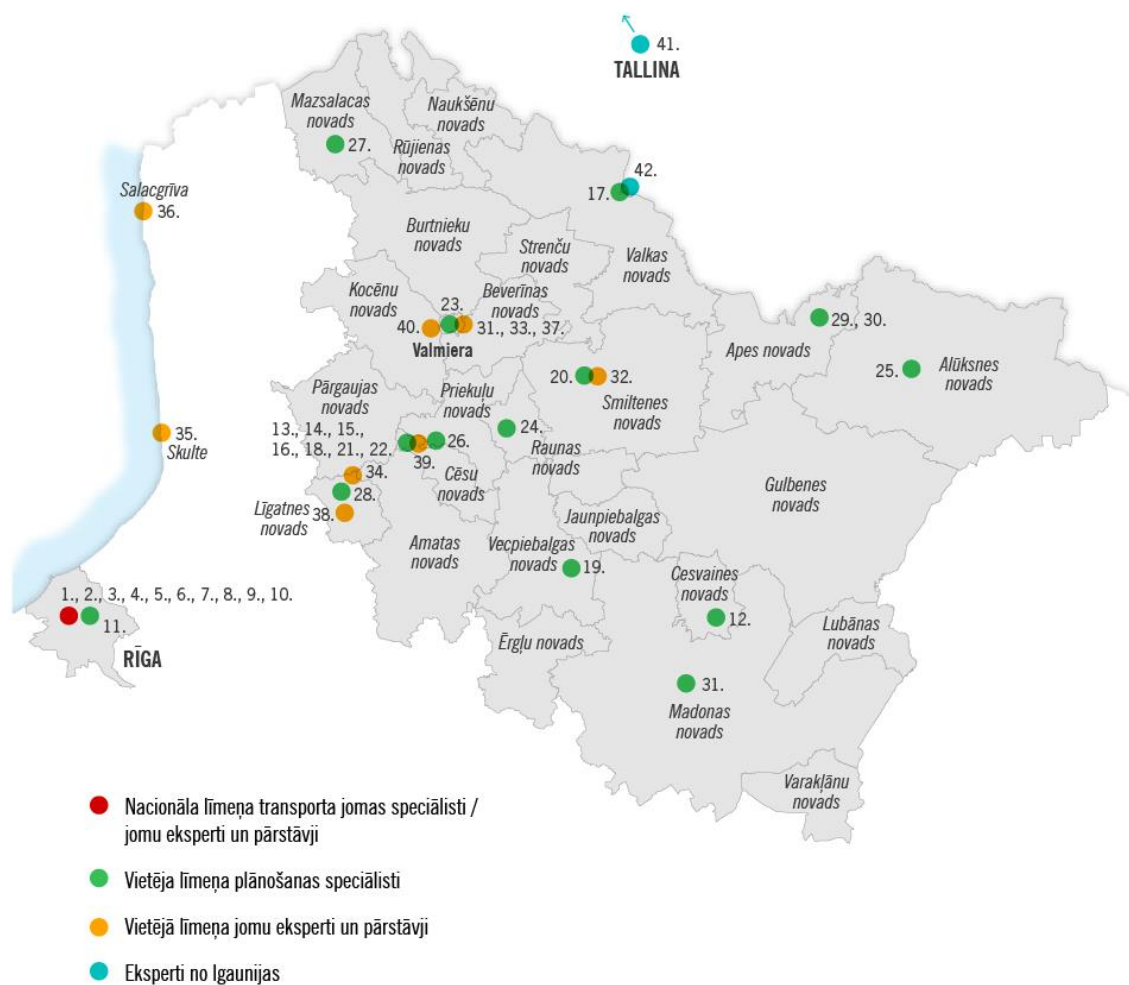 41.
TALLINA
Mazsalacas
novads
27.
Naukšēnu
novads
Rūjienas
novads
42.
17.
Salacgrīva
36.
Burtnieku
novads
Strenču
novads
Valkas
novads
Kocēnu
novads
23.
Beverīnas
novads
40.
31., 33., 37.
Valmiera
29., 30.
Apes novads
25.
Alūksnes
novads
20.
32.
Smiltenes
novads
Pārgaujas
novads
Priekuļu
novads
24.
Raunas
novads
13., 14., 15.,
16., 18., 21., 22.
26.
39.
Cēsu
novads
35.
Skulte
34.
28.
Līgatnes
novads
38.
Gulbenes
novads
Jaunpiebalgas
novads
Amatas
novads
Vecpiebalgas
novads
19.
Cesvaines
novads
12.
Lubānas
novads
1., 2., 3., 4., 5., 6., 7., 8., 9., 10.
11.
RĪGA
Ērgļu novads
31.
Madonas
novads
Varakļānu
novads
Nacionāla līmeņa transporta jomas speciālisti /
jomu eksperti un pārstāvji
Vietēja līmeņa plānošanas speciālisti
Vietējā līmeņa jomu eksperti un pārstāvji
Eksperti no Igaunijas